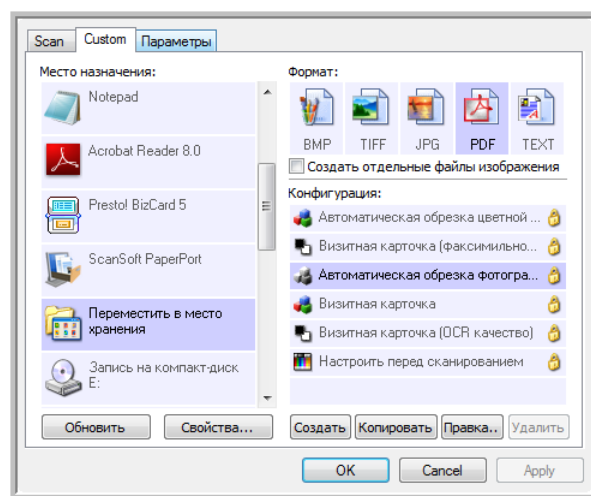 Scan Custom Параметры
Место назначения:
Notepad
Acrobat Reader 8.0
Presto! BizCard 5
ScanSoft PaperPort
Переместить в место
хранения
Запись на компакт-диск
E:
Обновить Свойства...
Формат:
BMP TIFF JPG PDF TEXT
Создать отдельные файлы изображения
Конфигурация:
Автоматическая обрезка цветной ...
Визитная карточка (факсимильно...
Автоматическая обрезка фотогра...
Визитная карточка
Визитная карточка (OCR качество)
Настроить перед сканированием
Создать Копировать Правка.. Удалить
OK Cancel Apply